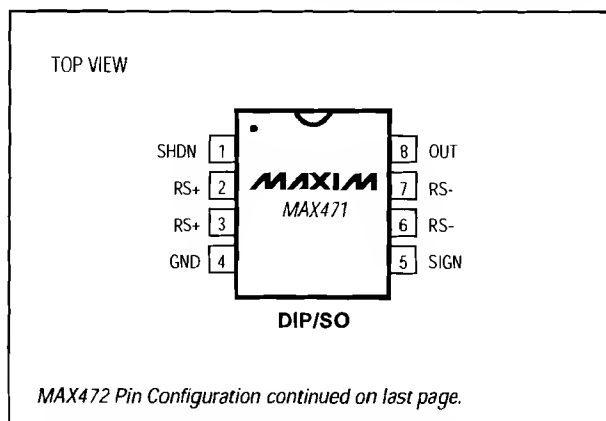 TOP VIEW
SHDN 1 8 OUT
RS+ 2 MAXIM 7 RS-
MAX471
RS+ 3 6 RS-
GND 4 5 SIGN
DIP/SO
MAX472 Pin Configuration continued on last page.